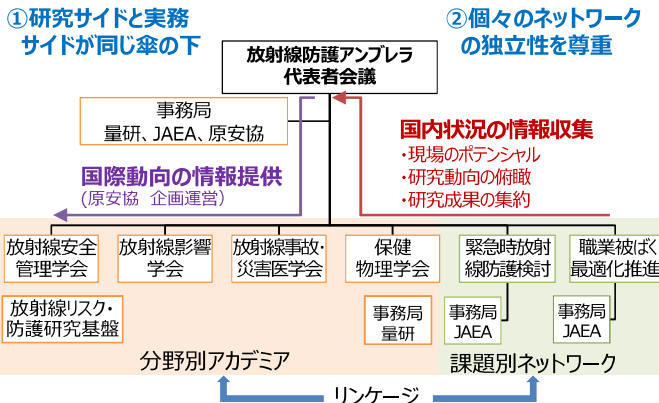 ①研究サイドと実務
サイドが同じ傘の下
②個々のネットワーク
の独立性を尊重
放射線防護アンブレラ
代表者会議
事務局
量研、JAEA、原安協
国際動向の情報提供
(原安協 企画運営)
国内状況の情報収集
・現場のポテンシャル
・研究動向の俯瞰
・研究成果の集約
放射線安全
管理学会
放射線影響
学会
放射線事故・
災害医学会
保健
物理学会
緊急時放射
線防護検討
職業被ばく
最適化推進
放射線リスク・
防護研究基盤
事務局
量研
事務局
JAEA
事務局
JAEA
分野別アカデミア
課題別ネットワーク
リンケージ